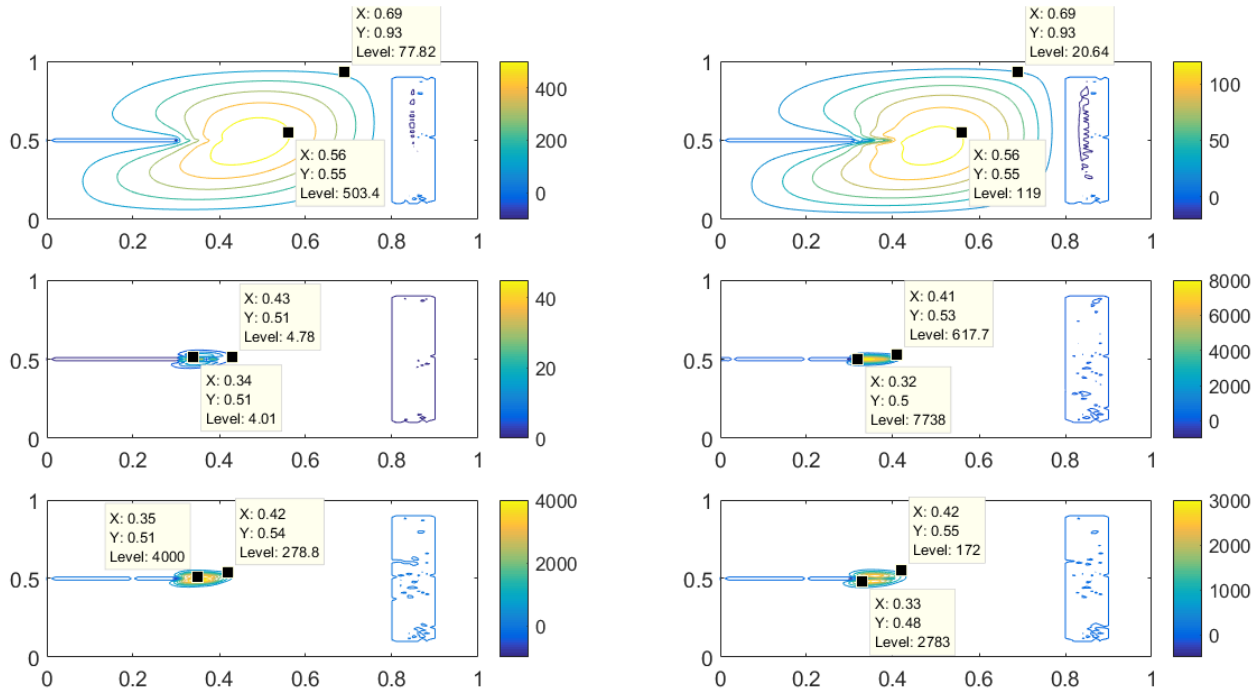 X: 0.69
Y: 0.93
Level: 77.82
1
0.5
0
0 0.2 0.4 0.6 0.8 1
X: 0.56
Y: 0.55
Level: 503.4
400
200
0
X: 0.69
Y: 0.93
Level: 20.64
1
0.5
0
0 0.2 0.4 0.6 0.8 1
X: 0.56
Y: 0.55
Level: 119
100
50
0
1
0.5
0
0 0.2 0.4 0.6 0.8 1
X: 0.43
Y: 0.51
Level: 4.78
X: 0.34
Y: 0.51
Level: 4.01
40
20
0
1
0.5
0
0 0.2 0.4 0.6 0.8 1
X: 0.41
Y: 0.53
Level: 617.7
X: 0.32
Y: 0.5
Level: 7738
8000
6000
4000
2000
0
1
0.5
0
0 0.2 0.4 0.6 0.8 1
X: 0.35
Y: 0.51
Level: 4000
X: 0.42
Y: 0.54
Level: 278.8
4000
2000
0
1
0.5
0
0 0.2 0.4 0.6 0.8 1
X: 0.42
Y: 0.55
Level: 172
X: 0.33
Y: 0.48
Level: 2783
3000
2000
1000
0